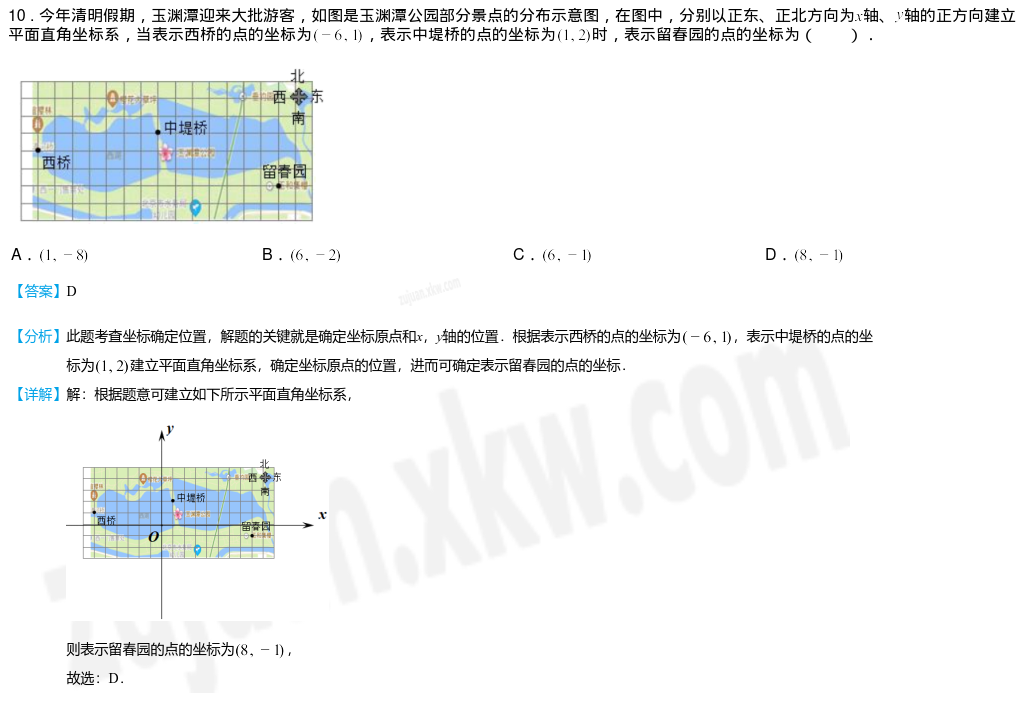 10．今年清明假期，玉渊潭迎来大批游客，如图是玉渊潭公园部分景点的分布示意图，在图中，分别以正东、正北方向为x轴、y轴的正方向建立
平面直角坐标系，当表示西桥的点的坐标为(－6, 1)，表示中堤桥的点的坐标为(1, 2)时，表示留春园的点的坐标为（　　）．
北
西 东
南
中堤桥
西桥
留春园
A．(1, －8) B．(6, －2) C．(6, －1) D．(8, －1)
【答案】D
zujuan.xkw.com
【分析】此题考查坐标确定位置，解题的关键就是确定坐标原点和x，y轴的位置．根据表示西桥的点的坐标为(－6, 1)，表示中堤桥的点的坐
标为(1, 2)建立平面直角坐标系，确定坐标原点的位置，进而可确定表示留春园的点的坐标．
【详解】解：根据题意可建立如下所示平面直角坐标系，
y
北
西 东
南
中堤桥
西桥
x
留春园
O
则表示留春园的点的坐标为(8, －1)，
故选：D．